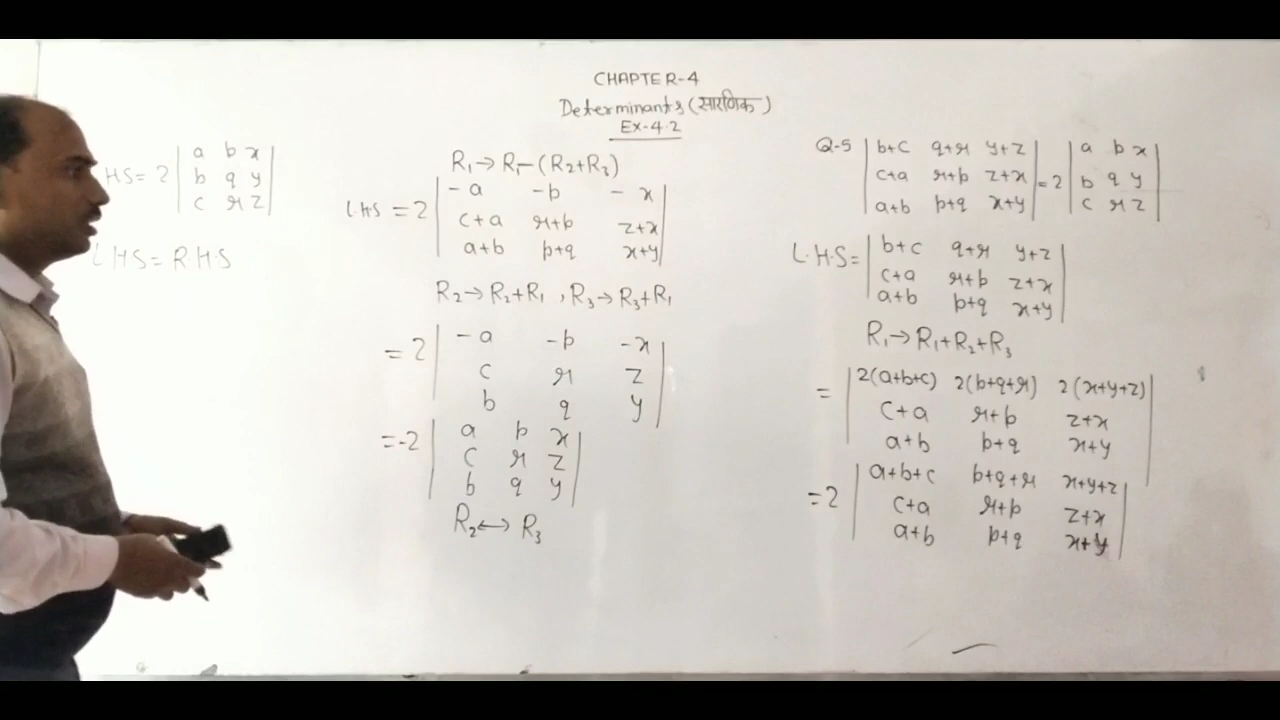 CHAPTER-4
Determinants (सारणिक)
Ex-4.2
Q-5 | b+c q+r y+z |
| c+a r+p z+x | = 2
| a+b p+q x+y |
| a p x |
| b q y |
| c r z |
L.H.S = | b+c q+r y+z |
| c+a r+p z+x |
| a+b p+q x+y |
R₁→R₁+R₂+R₃
= | 2(a+b+c) 2(p+q+r) 2(x+y+z) |
| c+a r+p z+x |
| a+b p+q x+y |
=2 | a+b+c p+q+r x+y+z |
| c+a r+p z+x |
| a+b p+q x+y |
R₁→R₁-(R₂+R₃)
L.H.S =2 | -a -p -x |
| c+a r+p z+x |
| a+b p+q x+y |
R₂→R₂+R₁, R₃→R₃+R₁
=2 | -a -p -x |
| c r z |
| b q y |
=-2 | a p x |
| c r z |
| b q y |
R₂↔R₃
HS=2 | a p x |
| b q y |
| c r z |
L.H.S=R.H.S